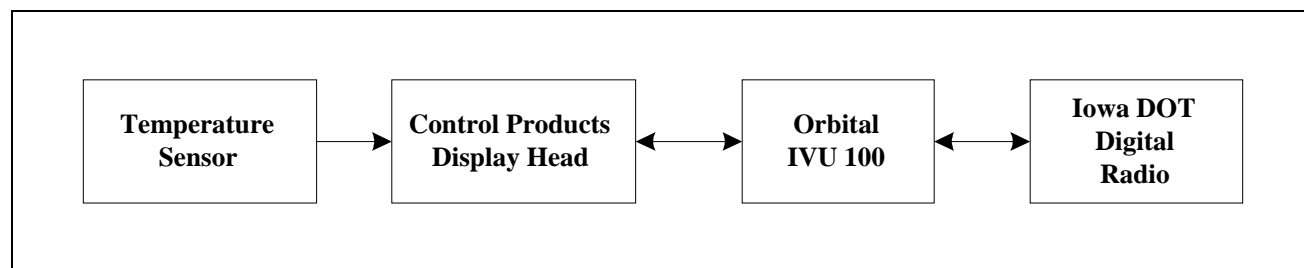 Temperature
Sensor
Control Products
Display Head
Orbital
IVU 100
Iowa DOT
Digital
Radio